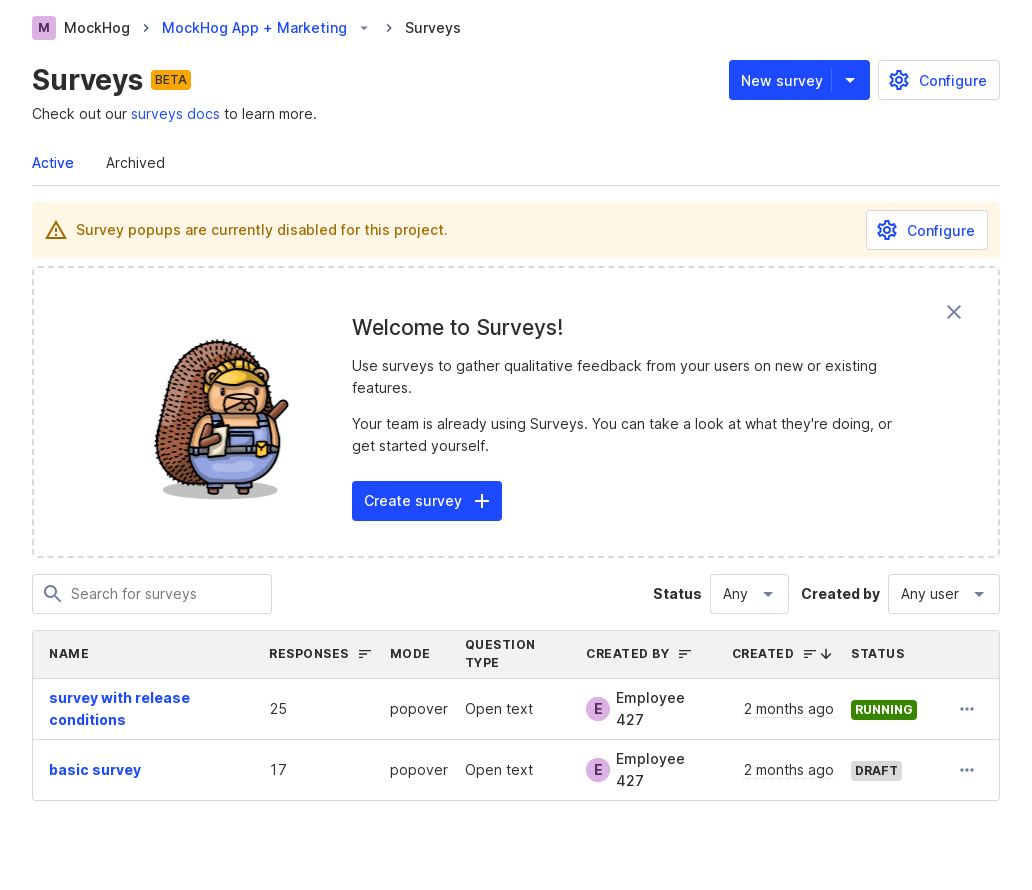 M MockHog MockHog App + Marketing Surveys
Surveys BETA
New survey Configure
Check out our surveys docs to learn more.
Active Archived
Survey popups are currently disabled for this project.
Configure
Welcome to Surveys!
Use surveys to gather qualitative feedback from your users on new or existing
features.
Your team is already using Surveys. You can take a look at what they're doing, or
get started yourself.
Create survey
Search for surveys
Status Any Created by Any user
NAME RESPONSES MODE QUESTION TYPE CREATED BY CREATED STATUS
survey with release conditions 25 popover Open text E Employee 427 2 months ago RUNNING
basic survey 17 popover Open text E Employee 427 2 months ago DRAFT